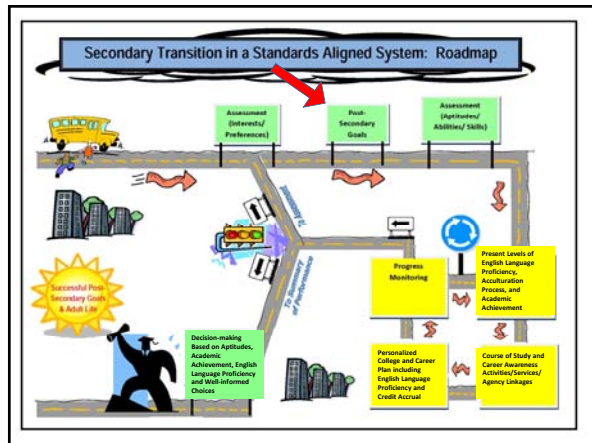 Secondary Transition in a Standards Aligned System:  Roadmap
Assessment
(Interests/
Preferences)
Post-
Secondary
Goals
Assessment
(Aptitudes/
Abilities/ Skills)
To Assessment
To Summary
of Performance
Progress
Monitoring
Present Levels of
English Language
Proficiency,
Acculturation
Process, and
Academic
Achievement
Successful Post-
Secondary Goals
& Adult Life
Decision-making
Based on Aptitudes,
Academic
Achievement, English
Language Proficiency
and Well-informed
Choices
Personalized
College and Career
Plan including
English Language
Proficiency and
Credit Accrual
Course of Study and
Career Awareness
Activities/Services/
Agency Linkages